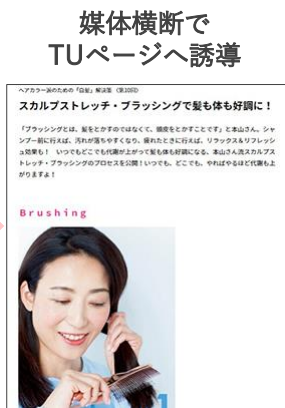 媒体横断で
TUページへ誘導
ヘアカラー派のための「白髪」解決策 〈第10回〉
スカルプストレッチ・ブラッシングで髪も体も好調に！
「ブラッシングとは、髪をとかすのではなくて、頭皮をとかすことです」と本山さん。シャ
ンプー前に行えば、汚れが落ちやすくなり、疲れたときに行えば、リラックス＆リフレッシ
ュ効果も！ いつでもどこでも代謝が上がって髪も体も好調になる、本山さん流スカルプス
トレッチ・ブラッシングのプロセスを公開！いつでも、どこでも、やればやるほど代謝も上
がりますよ！
Brushing
1